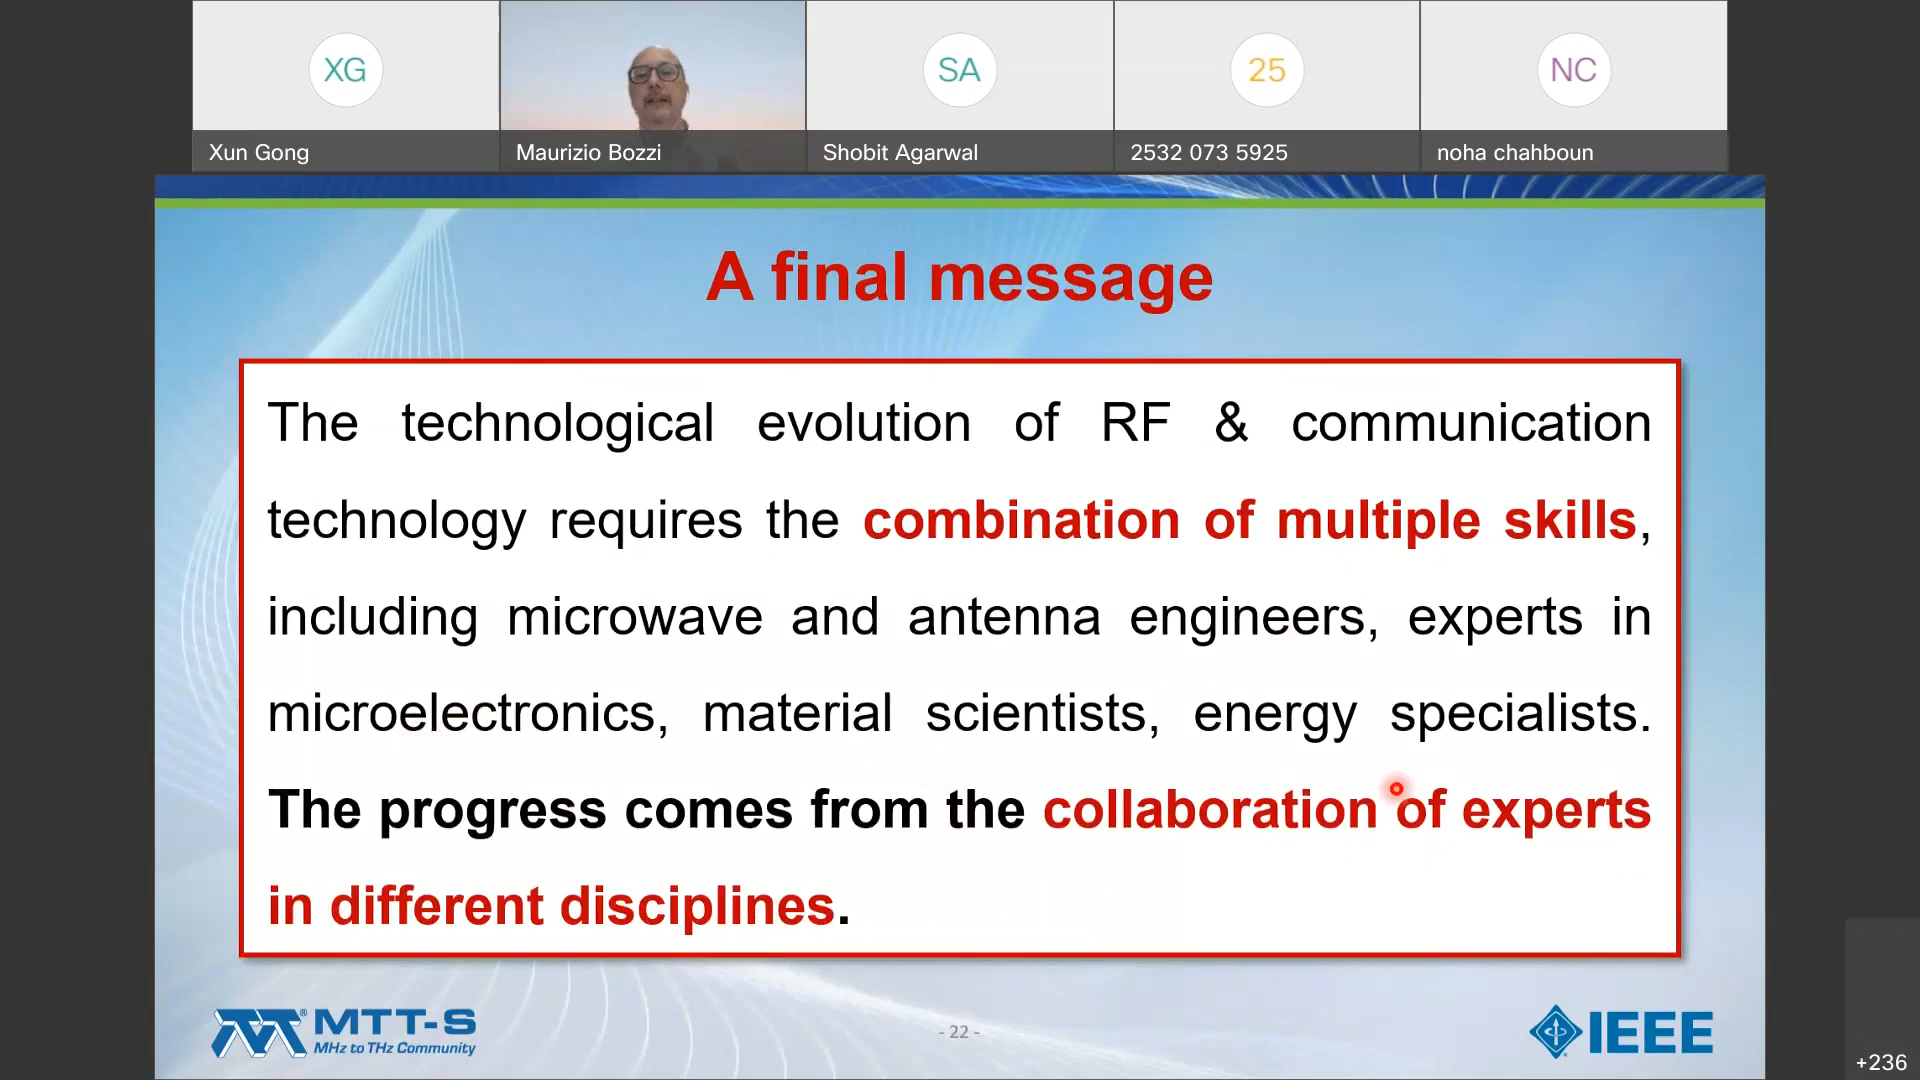 XG
SA
25
NC
Xun Gong
Maurizio Bozzi
Shobit Agarwal
2532 073 5925
noha chahboun
A final message
The technological evolution of RF & communication
technology requires the combination of multiple skills,
including microwave and antenna engineers, experts in
microelectronics, material scientists, energy specialists.
The progress comes from the collaboration of experts
in different disciplines.
MTT-S
MHz to THz Community
- 22 -
IEEE
+236